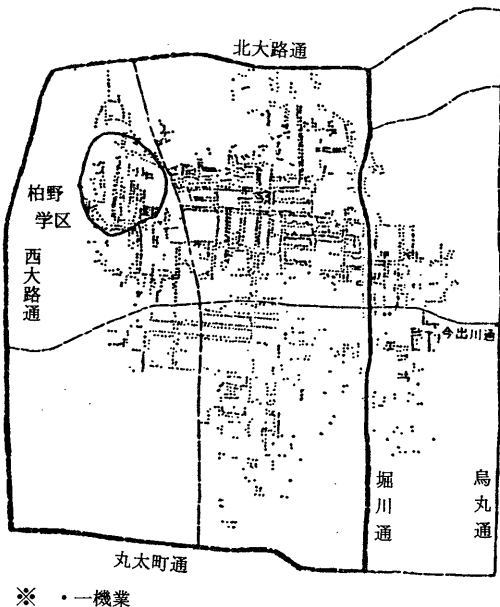 北大路通
柏野
学区
西大路通
今出川通
堀川通
烏丸通
丸太町通
※ ・一機業